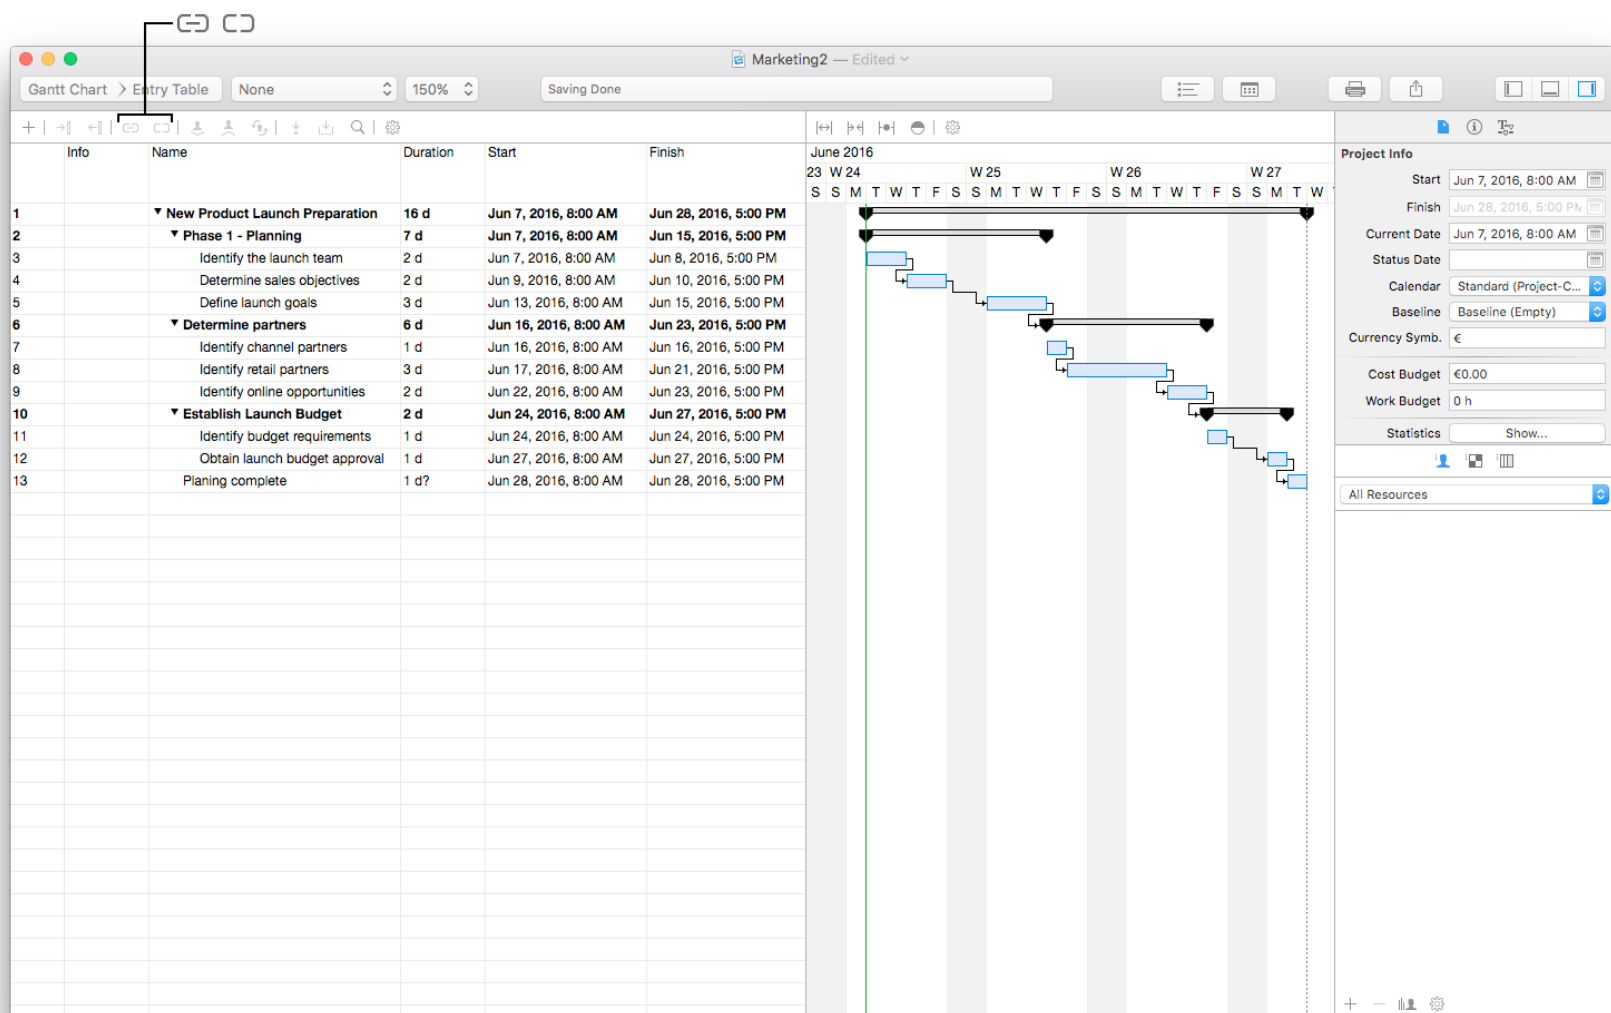 Marketing2 — Edited
Gantt Chart Entry Table None 150% Saving Done
Info Name Duration Start Finish
1 New Product Launch Preparation 16 d Jun 7, 2016, 8:00 AM Jun 28, 2016, 5:00 PM
2 Phase 1 - Planning 7 d Jun 7, 2016, 8:00 AM Jun 15, 2016, 5:00 PM
3 Identify the launch team 2 d Jun 7, 2016, 8:00 AM Jun 8, 2016, 5:00 PM
4 Determine sales objectives 2 d Jun 9, 2016, 8:00 AM Jun 10, 2016, 5:00 PM
5 Define launch goals 3 d Jun 13, 2016, 8:00 AM Jun 15, 2016, 5:00 PM
6 Determine partners 6 d Jun 16, 2016, 8:00 AM Jun 23, 2016, 5:00 PM
7 Identify channel partners 1 d Jun 16, 2016, 8:00 AM Jun 16, 2016, 5:00 PM
8 Identify retail partners 3 d Jun 17, 2016, 8:00 AM Jun 21, 2016, 5:00 PM
9 Identify online opportunities 2 d Jun 22, 2016, 8:00 AM Jun 23, 2016, 5:00 PM
10 Establish Launch Budget 2 d Jun 24, 2016, 8:00 AM Jun 27, 2016, 5:00 PM
11 Identify budget requirements 1 d Jun 24, 2016, 8:00 AM Jun 24, 2016, 5:00 PM
12 Obtain launch budget approval 1 d Jun 27, 2016, 8:00 AM Jun 27, 2016, 5:00 PM
13 Planing complete 1 d? Jun 28, 2016, 8:00 AM Jun 28, 2016, 5:00 PM
June 2016
23 W 24 W 25 W 26 W 27
S S M T W T F S S M T W T F S S M T W T F S S M T W T
Project Info
Start Jun 7, 2016, 8:00 AM
Finish Jun 28, 2016, 5:00 PM
Current Date Jun 7, 2016, 8:00 AM
Status Date
Calendar Standard (Project-C...
Baseline Baseline (Empty)
Currency Symb. €
Cost Budget €0.00
Work Budget 0 h
Statistics Show...
All Resources